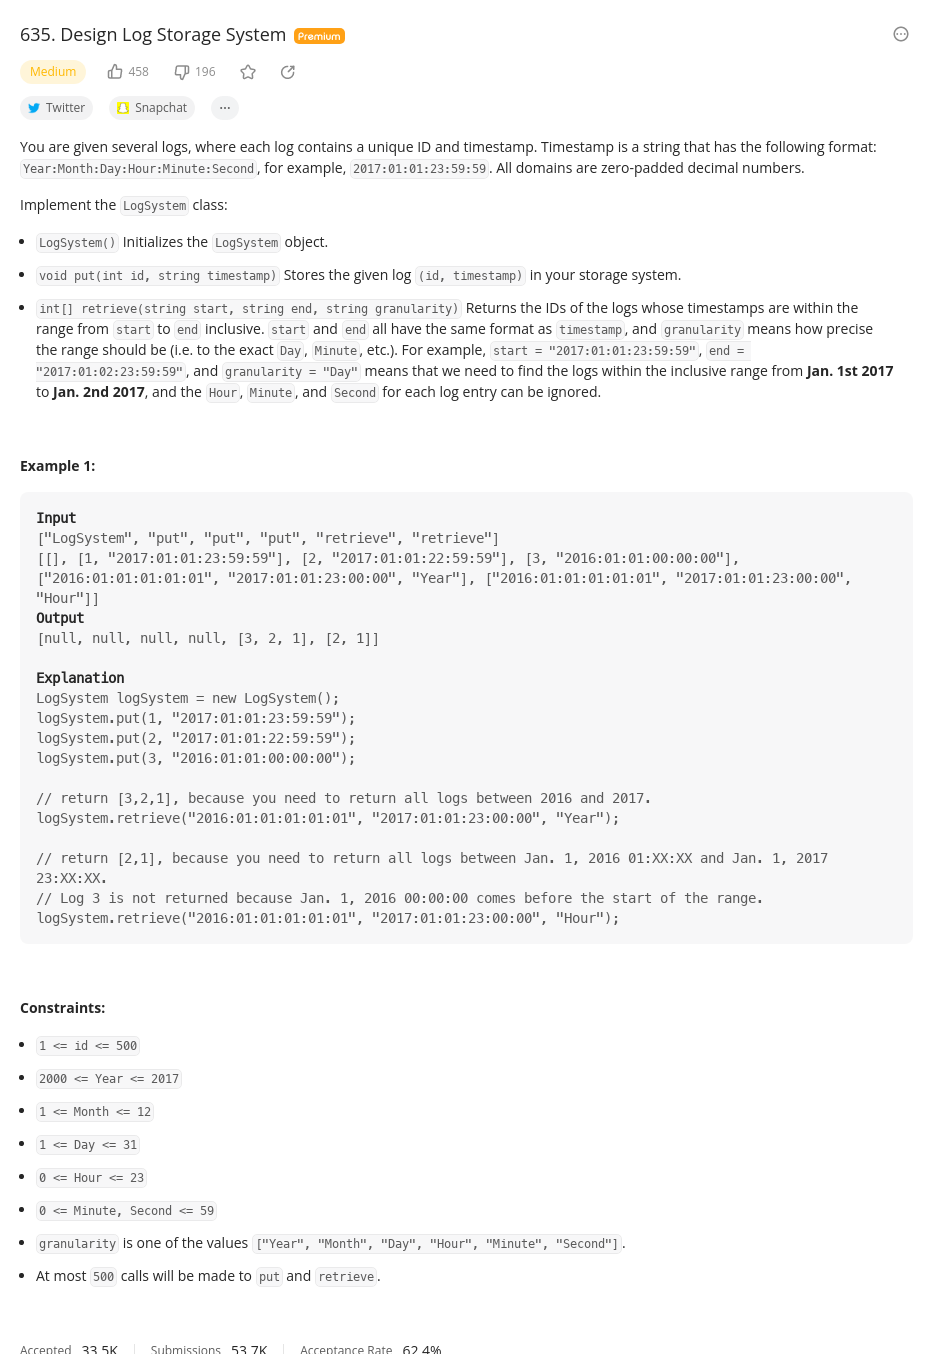 635. Design Log Storage System Premium
Medium 458 196
Twitter Snapchat ...
You are given several logs, where each log contains a unique ID and timestamp. Timestamp is a string that has the following format:
Year:Month:Day:Hour:Minute:Second, for example, 2017:01:01:23:59:59. All domains are zero-padded decimal numbers.
Implement the LogSystem class:
• LogSystem() Initializes the LogSystem object.
• void put(int id, string timestamp) Stores the given log (id, timestamp) in your storage system.
• int[] retrieve(string start, string end, string granularity) Returns the IDs of the logs whose timestamps are within the
range from start to end inclusive. start and end all have the same format as timestamp, and granularity means how precise
the range should be (i.e. to the exact Day, Minute, etc.). For example, start = "2017:01:01:23:59:59", end =
"2017:01:02:23:59:59", and granularity = "Day" means that we need to find the logs within the inclusive range from Jan. 1st 2017
to Jan. 2nd 2017, and the Hour, Minute, and Second for each log entry can be ignored.
Example 1:
Input
["LogSystem", "put", "put", "put", "retrieve", "retrieve"]
[[], [1, "2017:01:01:23:59:59"], [2, "2017:01:01:22:59:59"], [3, "2016:01:01:00:00:00"],
["2016:01:01:01:01:01", "2017:01:01:23:00:00", "Year"], ["2016:01:01:01:01:01", "2017:01:01:23:00:00",
"Hour"]]
Output
[null, null, null, null, [3, 2, 1], [2, 1]]
Explanation
LogSystem logSystem = new LogSystem();
logSystem.put(1, "2017:01:01:23:59:59");
logSystem.put(2, "2017:01:01:22:59:59");
logSystem.put(3, "2016:01:01:00:00:00");
// return [3,2,1], because you need to return all logs between 2016 and 2017.
logSystem.retrieve("2016:01:01:01:01:01", "2017:01:01:23:00:00", "Year");
// return [2,1], because you need to return all logs between Jan. 1, 2016 01:XX:XX and Jan. 1, 2017
23:XX:XX.
// Log 3 is not returned because Jan. 1, 2016 00:00:00 comes before the start of the range.
logSystem.retrieve("2016:01:01:01:01:01", "2017:01:01:23:00:00", "Hour");
Constraints:
• 1 <= id <= 500
• 2000 <= Year <= 2017
• 1 <= Month <= 12
• 1 <= Day <= 31
• 0 <= Hour <= 23
• 0 <= Minute, Second <= 59
• granularity is one of the values ["Year", "Month", "Day", "Hour", "Minute", "Second"].
• At most 500 calls will be made to put and retrieve.
Accepted 33.5K Submissions 53.7K Acceptance Rate 62.4%